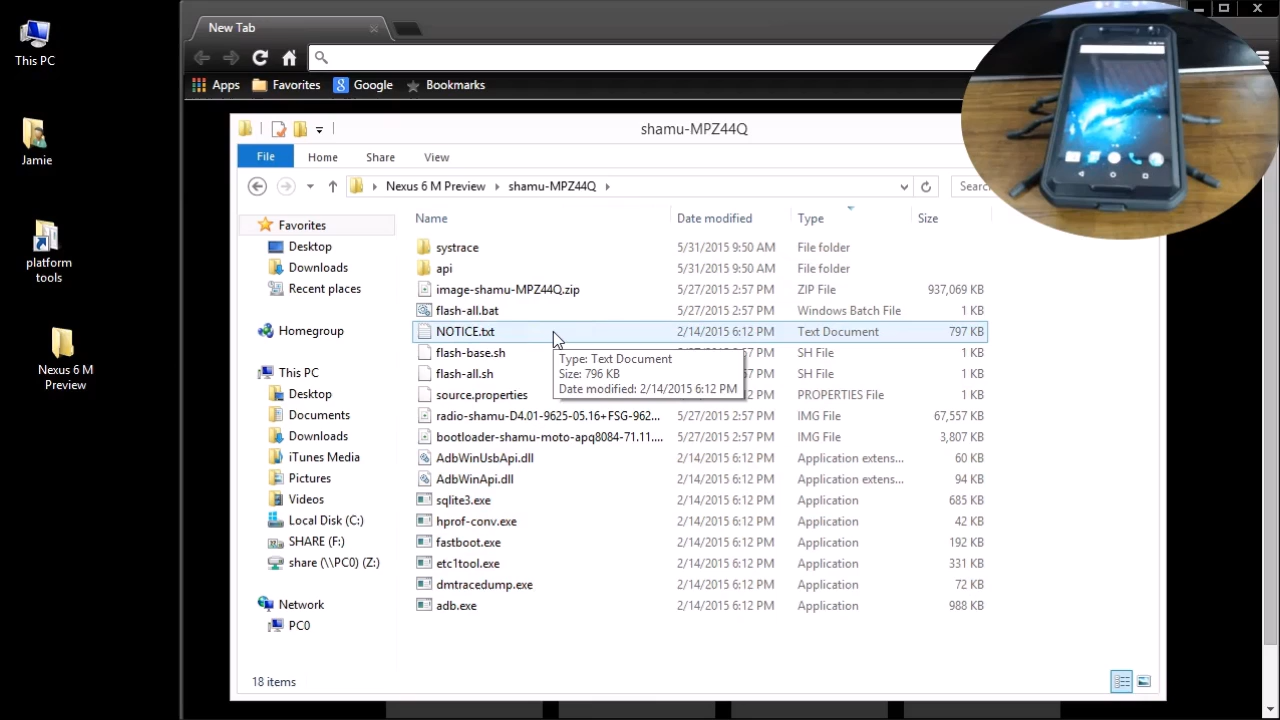 This PC
Jamie
platform
tools
Nexus 6 M
Preview
New Tab
Apps Favorites Google Bookmarks
shamu-MPZ44Q
File Home Share View
Nexus 6 M Preview shamu-MPZ44Q
Name Date modified Type Size
Favorites
Desktop
Downloads
Recent places
Homegroup
This PC
Desktop
Documents
Downloads
iTunes Media
Pictures
Videos
Local Disk (C:)
SHARE (F:)
share (\\PC0) (Z:)
Network
PC0
systrace 5/31/2015 9:50 AM File folder
api 5/31/2015 9:50 AM File folder
image-shamu-MPZ44Q.zip 5/27/2015 2:57 PM ZIP File 937,069 KB
flash-all.bat 5/27/2015 2:57 PM Windows Batch File 1 KB
NOTICE.txt 2/14/2015 6:12 PM Text Document 797 KB
flash-base.sh PM SH File 1 KB
flash-all.sh PM SH File 1 KB
source.properties PM PROPERTIES File 1 KB
radio-shamu-D4.01-9625-05.16+FSG-962... 5/27/2015 2:57 PM IMG File 67,557 KB
bootloader-shamu-moto-apq8084-71.11.... 5/27/2015 2:57 PM IMG File 3,807 KB
AdbWinUsbApi.dll 2/14/2015 6:12 PM Application extens... 60 KB
AdbWinApi.dll 2/14/2015 6:12 PM Application extens... 94 KB
sqlite3.exe 2/14/2015 6:12 PM Application 685 KB
hprof-conv.exe 2/14/2015 6:12 PM Application 42 KB
fastboot.exe 2/14/2015 6:12 PM Application 192 KB
etc1tool.exe 2/14/2015 6:12 PM Application 331 KB
dmtracedump.exe 2/14/2015 6:12 PM Application 72 KB
adb.exe 2/14/2015 6:12 PM Application 988 KB
Type: Text Document
Size: 796 KB
Date modified: 2/14/2015 6:12 PM
18 items